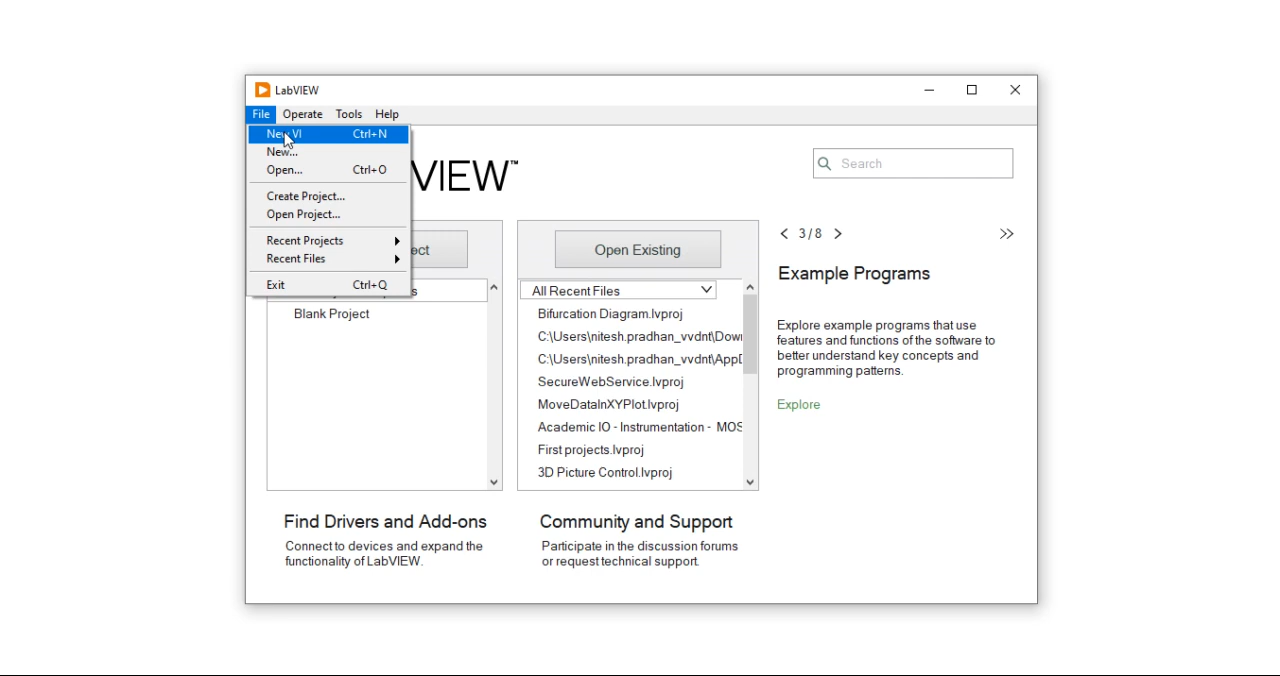 LabVIEW
File Operate Tools Help
New VI Ctrl+N
New...
Open... Ctrl+O
Create Project...
Open Project...
Recent Projects
Recent Files
Exit Ctrl+Q
VIEW™
Search
ect
s
Blank Project
Open Existing
All Recent Files
Bifurcation Diagram.lvproj
C:\Users\nitesh.pradhan_vvdnt\Dow
C:\Users\nitesh.pradhan_vvdnt\App
SecureWebService.lvproj
MoveDataInXYPlot.lvproj
Academic IO - Instrumentation - MOS
First projects.lvproj
3D Picture Control.lvproj
< 3/8 > >>
Example Programs
Explore example programs that use
features and functions of the software to
better understand key concepts and
programming patterns.
Explore
Find Drivers and Add-ons
Connect to devices and expand the
functionality of LabVIEW.
Community and Support
Participate in the discussion forums
or request technical support.